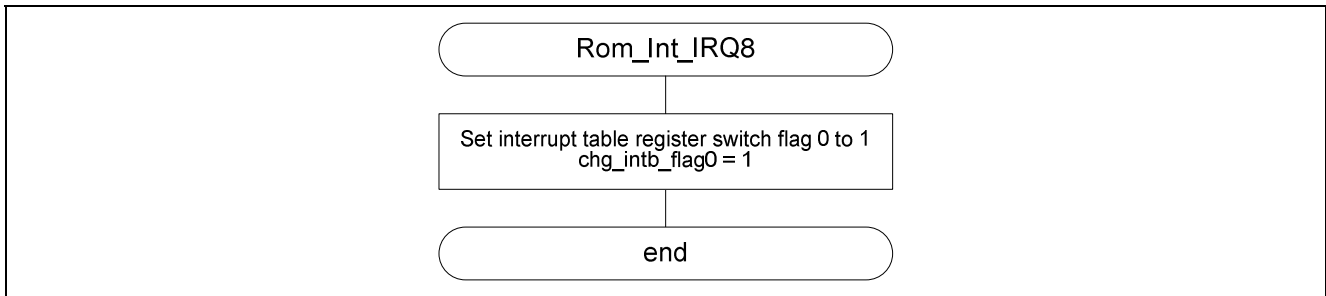 Rom_Int_IRQ8
Set interrupt table register switch flag 0 to 1
chg_intb_flag0 = 1
end